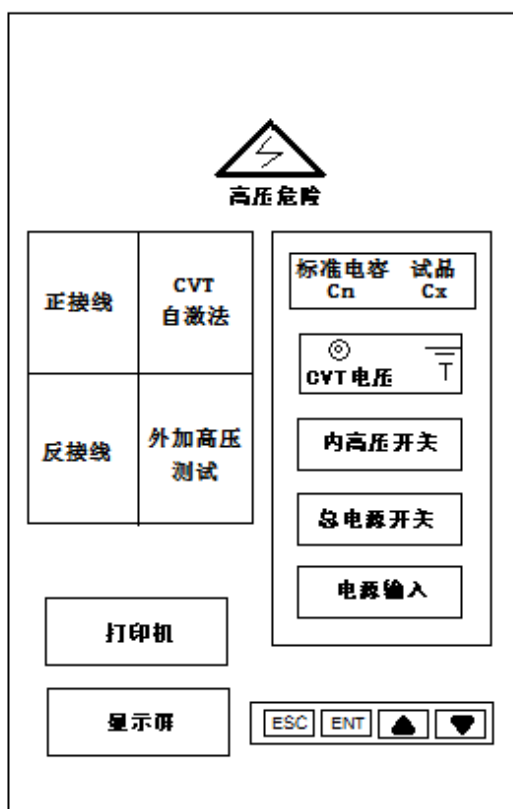 高压危险
正接线
CVT
自激法
反接线
外加高压
测试
标准电容 试品
Cn Cx
CVT电压
内高压开关
总电源开关
电源输入
打印机
显示屏
ESC ENT